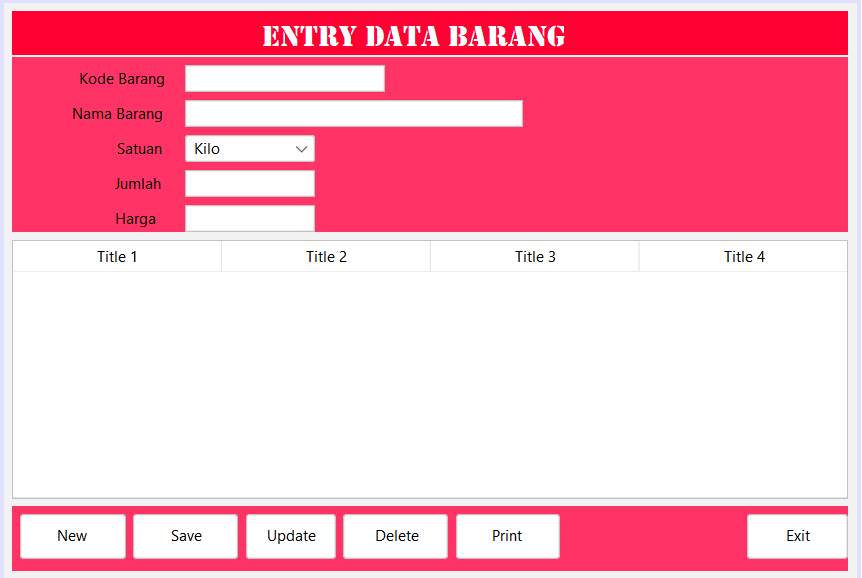 ENTRY DATA BARANG
Kode Barang
Nama Barang
Satuan Kilo
Jumlah
Harga
Title 1 Title 2 Title 3 Title 4
New Save Update Delete Print Exit